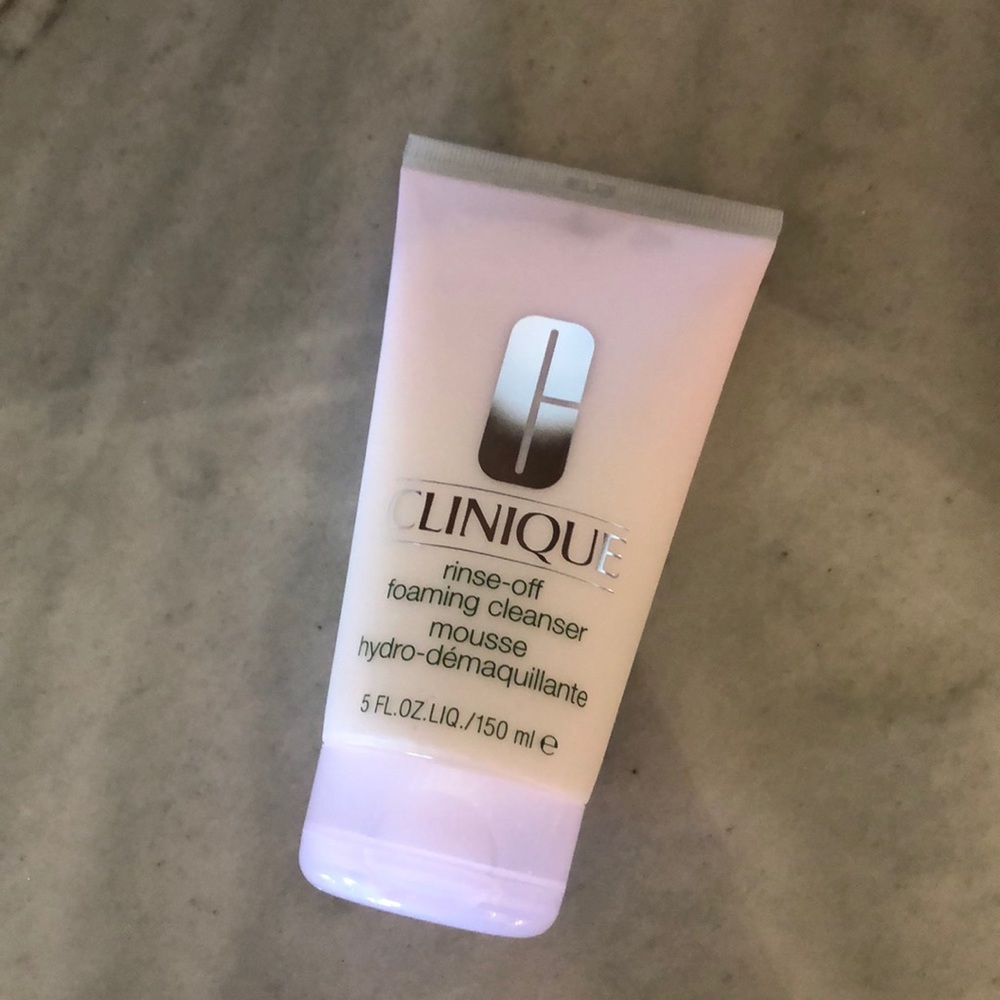 CLINIQUE
rinse-off
foaming cleanser
mousse
hydro-démaquillante
5 FL.OZ.LIQ./150 ml ℮